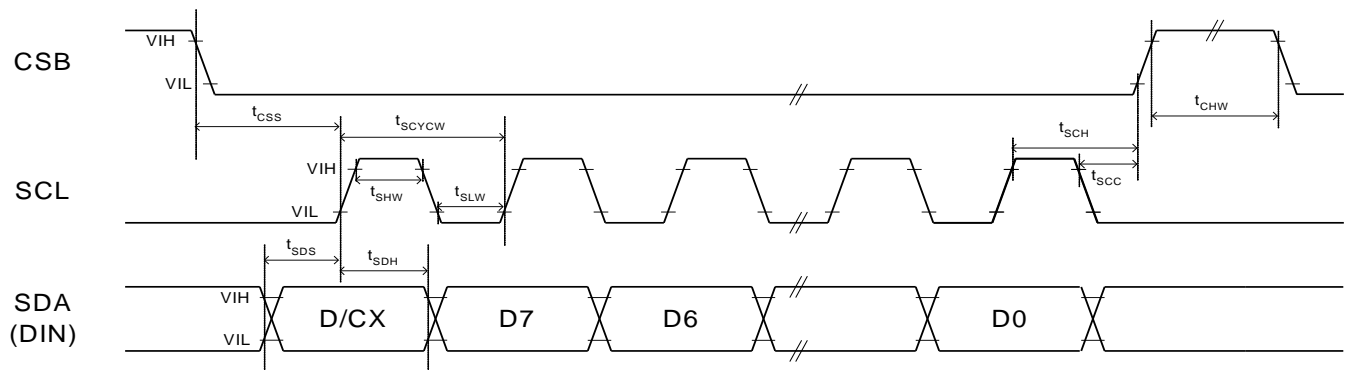 CSB
VIH
VIL
tCSS
tSCYCW
tSCH
tCHW
tSCC
SCL
VIH
VIL
tSHW
tSLW
tSDS
tSDH
SDA
(DIN)
VIH
VIL
D/CX
D7
D6
D0